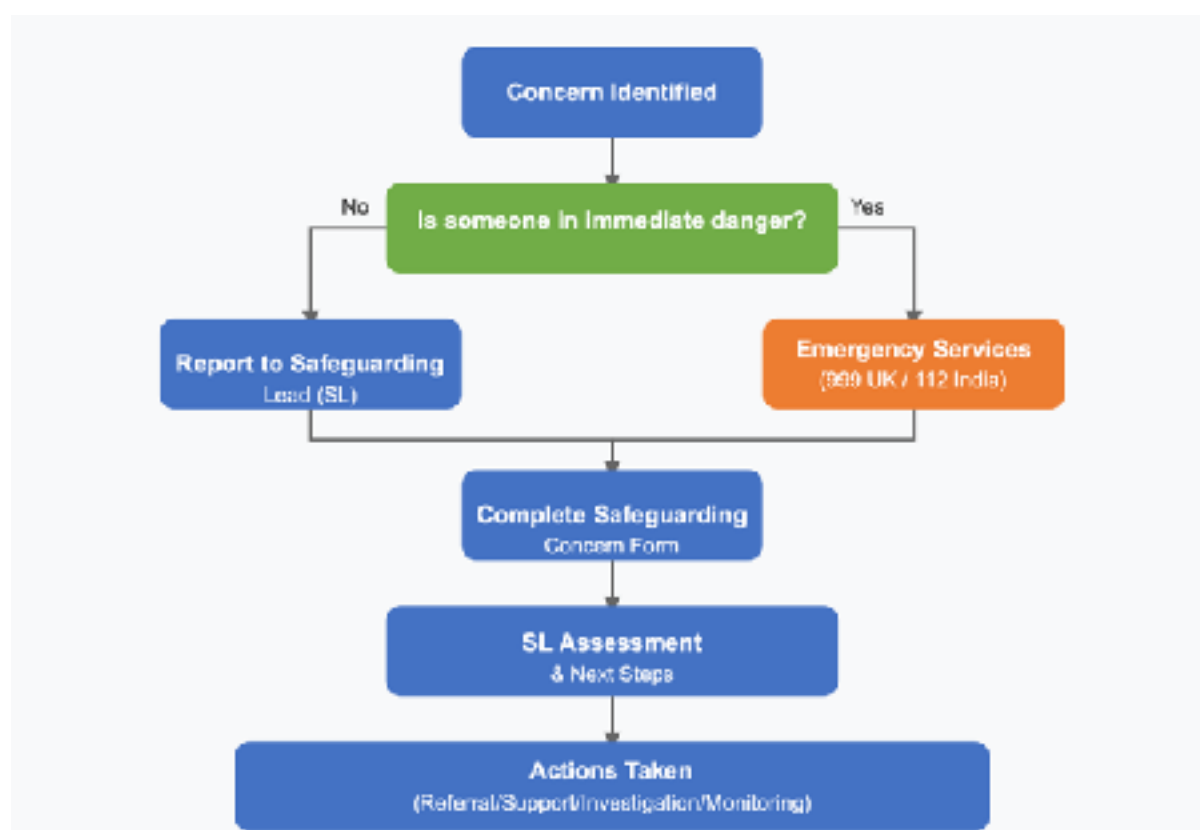 Concern Identified
Is someone in immediate danger?
No
Yes
Report to Safeguarding
Lead (SL)
Emergency Services
(999 UK / 112 India)
Complete Safeguarding
Concern Form
SL Assessment
& Next Steps
Actions Taken
(Referral/Support/Investigation/Monitoring)